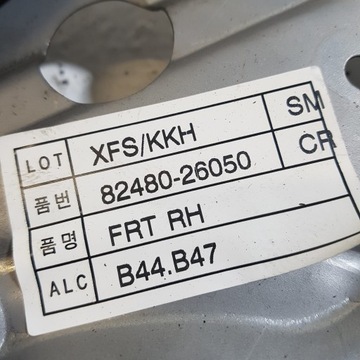 LOT XFS/KKH SM
품번 82480-26050 CR
품명 FRT RH
ALC B44.B47